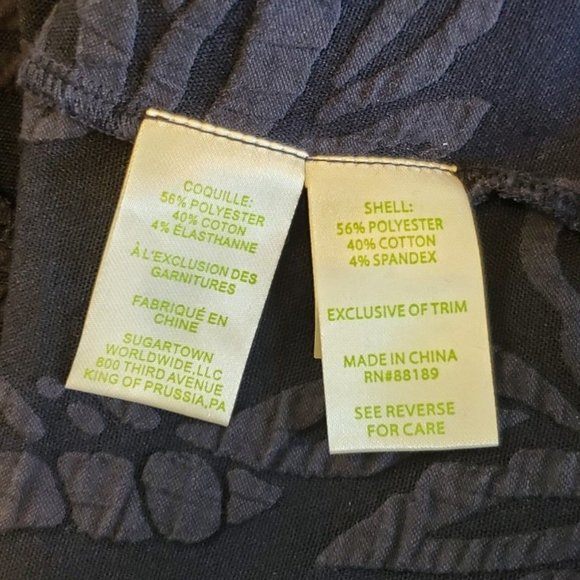 COQUILLE:
56% POLYESTER
40% COTON
4% ÉLASTHANNE
À L'EXCLUSION DES
GARNITURES
FABRIQUÉ EN
CHINE
SUGARTOWN
WORLDWIDE,LLC
800 THIRD AVENUE
KING OF PRUSSIA,PA
SHELL:
56% POLYESTER
40% COTTON
4% SPANDEX
EXCLUSIVE OF TRIM
MADE IN CHINA
RN#88189
SEE REVERSE
FOR CARE